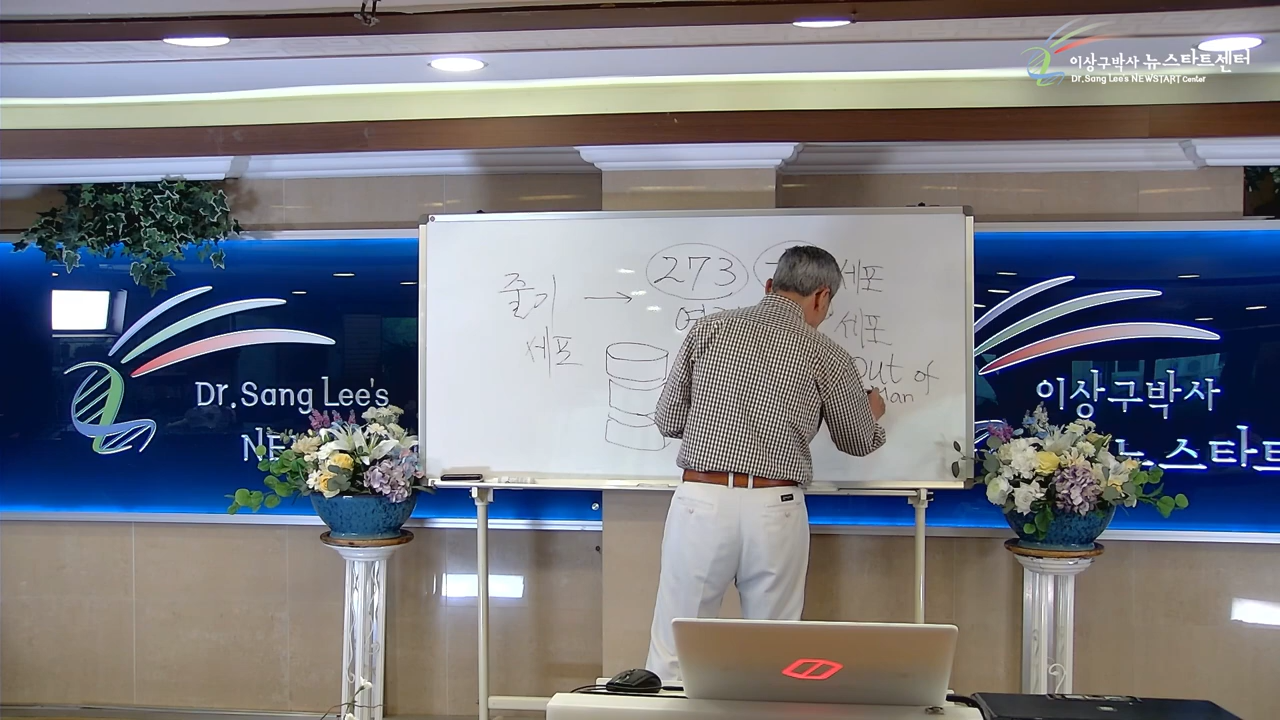 이상구박사 뉴스타트센터
Dr.Sang Lee's NEWSTART Center
줄기 → 273
세포
세포
세포
Out of
Dr.Sang Lee's
이상구박사
뉴스타트